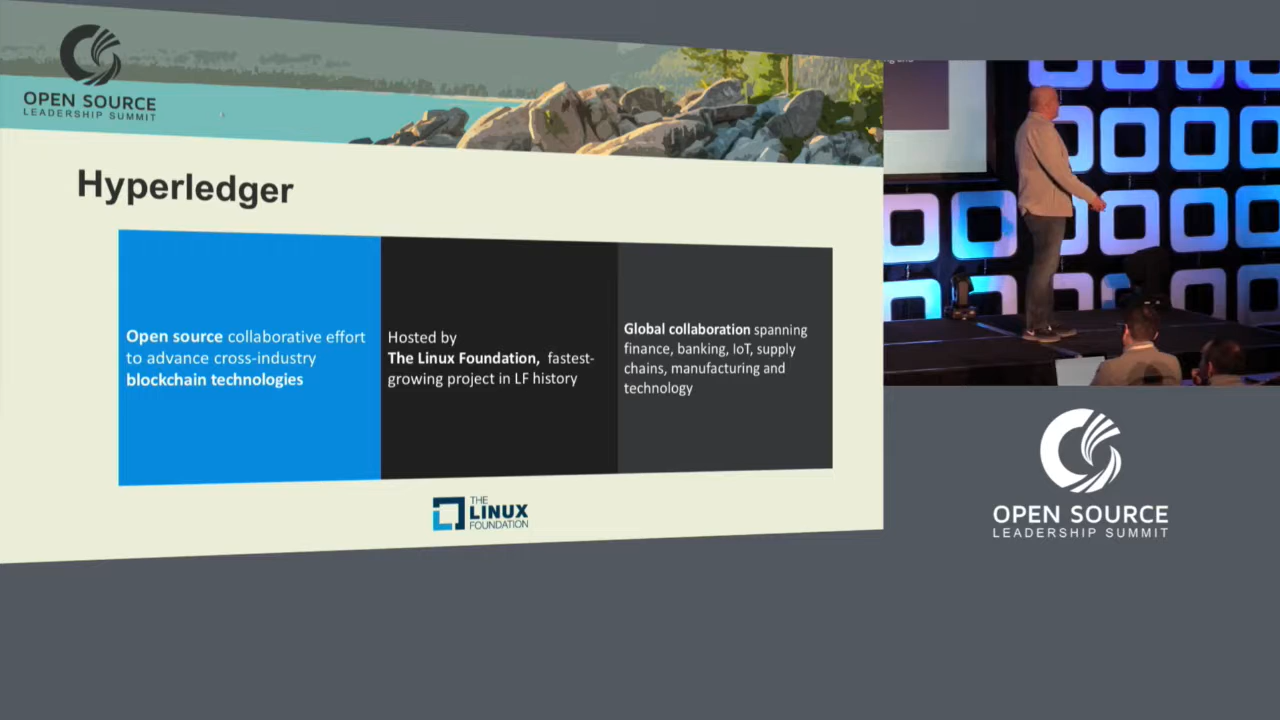 OPEN SOURCE
LEADERSHIP SUMMIT
Hyperledger
Open source collaborative effort
to advance cross-industry
blockchain technologies
Hosted by
The Linux Foundation, fastest-
growing project in LF history
Global collaboration spanning
finance, banking, IoT, supply
chains, manufacturing and
technology
THE
LINUX
FOUNDATION
OPEN SOURCE
LEADERSHIP SUMMIT